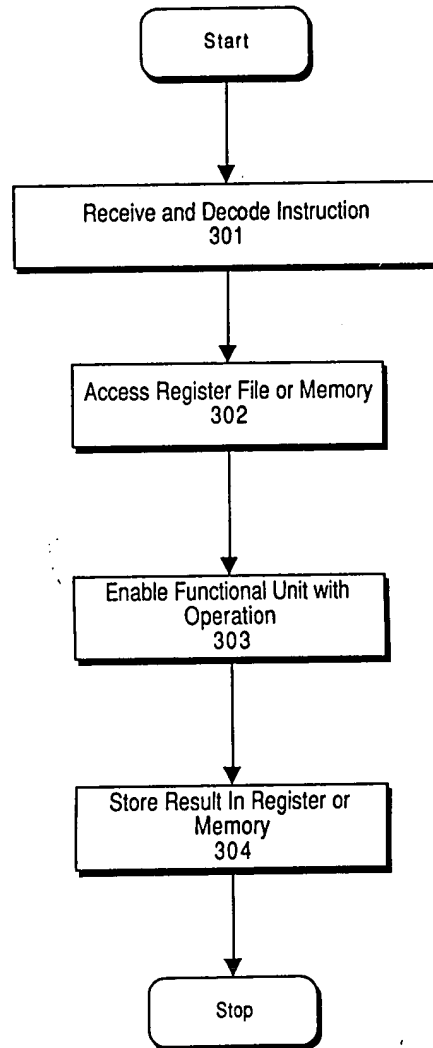 Start
Receive and Decode Instruction
301
Access Register File or Memory
302
Enable Functional Unit with
Operation
303
Store Result In Register or
Memory
304
Stop